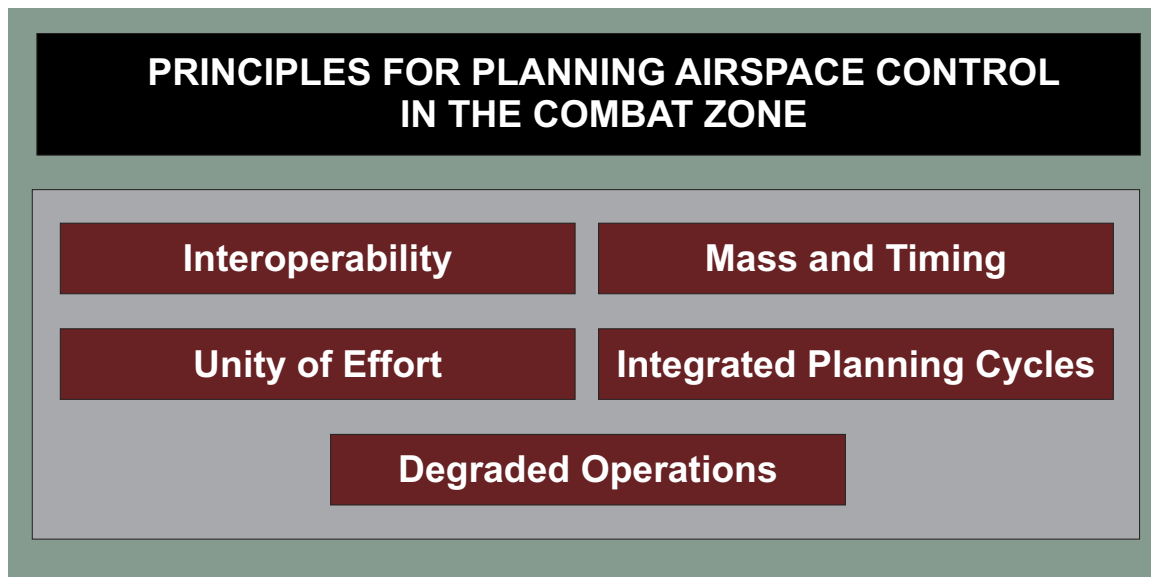 PRINCIPLES FOR PLANNING AIRSPACE CONTROL
IN THE COMBAT ZONE
Interoperability
Mass and Timing
Unity of Effort
Integrated Planning Cycles
Degraded Operations